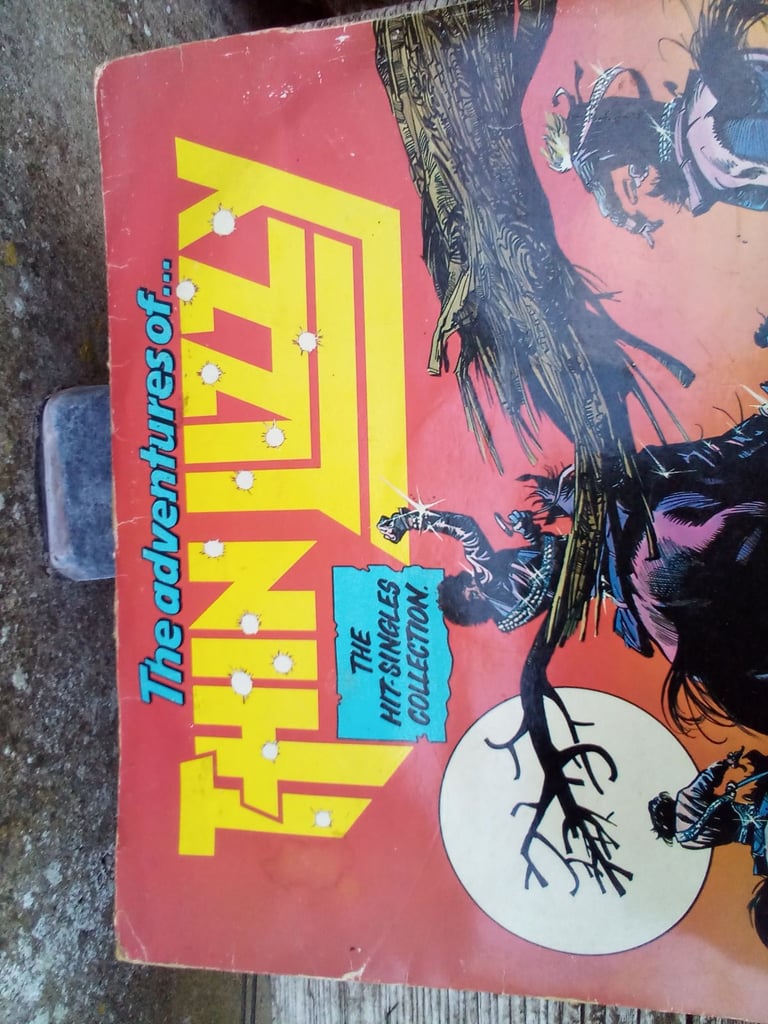 The adventures of...
THIN LIZZY
THE
HIT-SINGLES
COLLECTION.